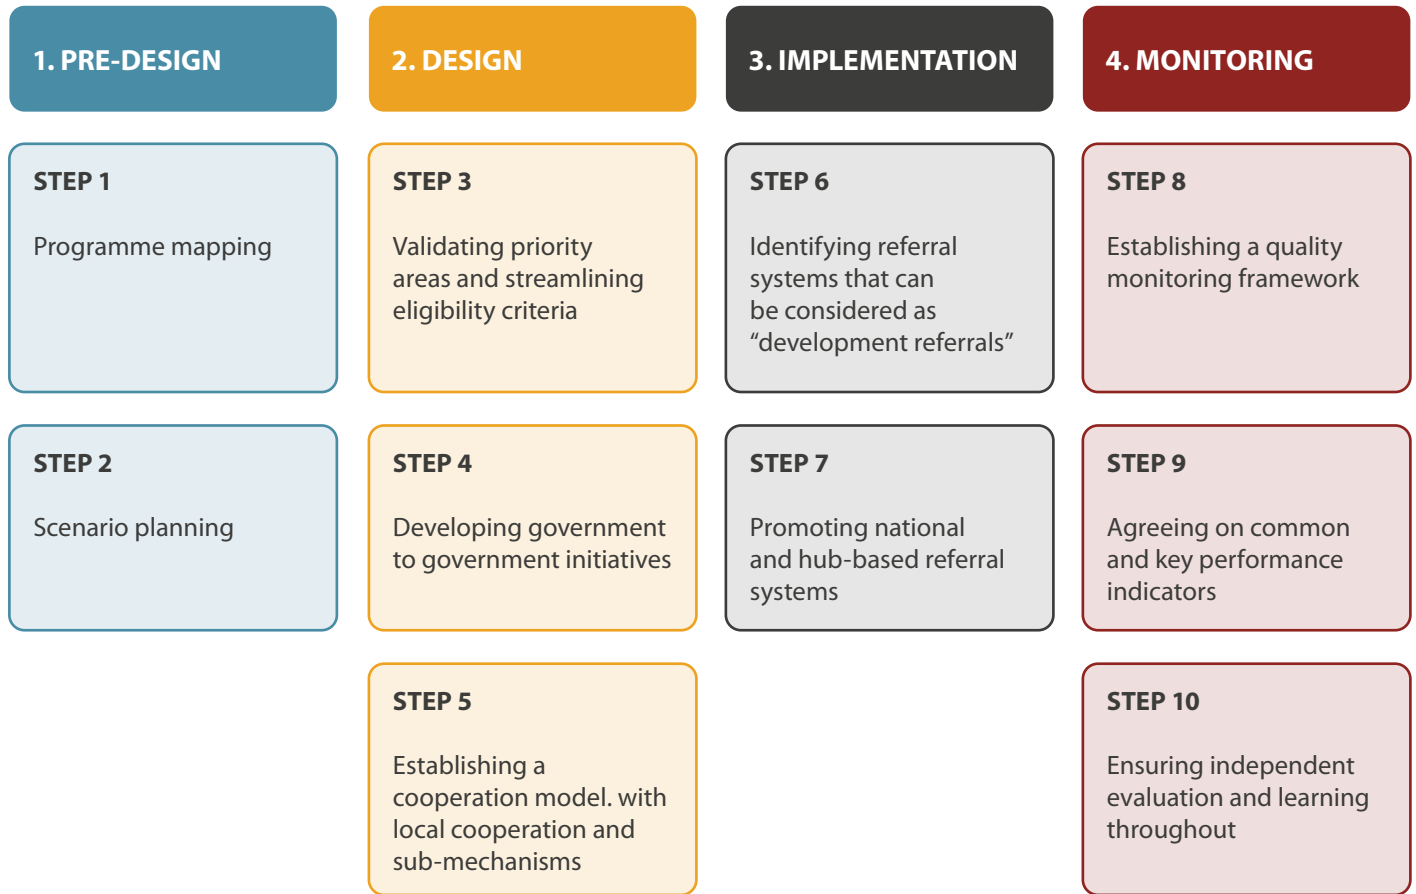 1. PRE-DESIGN
STEP 1
Programme mapping
STEP 2
Scenario planning
2. DESIGN
STEP 3
Validating priority
areas and streamlining
eligibility criteria
STEP 4
Developing government
to government initiatives
STEP 5
Establishing a
cooperation model. with
local cooperation and
sub-mechanisms
3. IMPLEMENTATION
STEP 6
Identifying referral
systems that can
be considered as
“development referrals”
STEP 7
Promoting national
and hub-based referral
systems
4. MONITORING
STEP 8
Establishing a quality
monitoring framework
STEP 9
Agreeing on common
and key performance
indicators
STEP 10
Ensuring independent
evaluation and learning
throughout